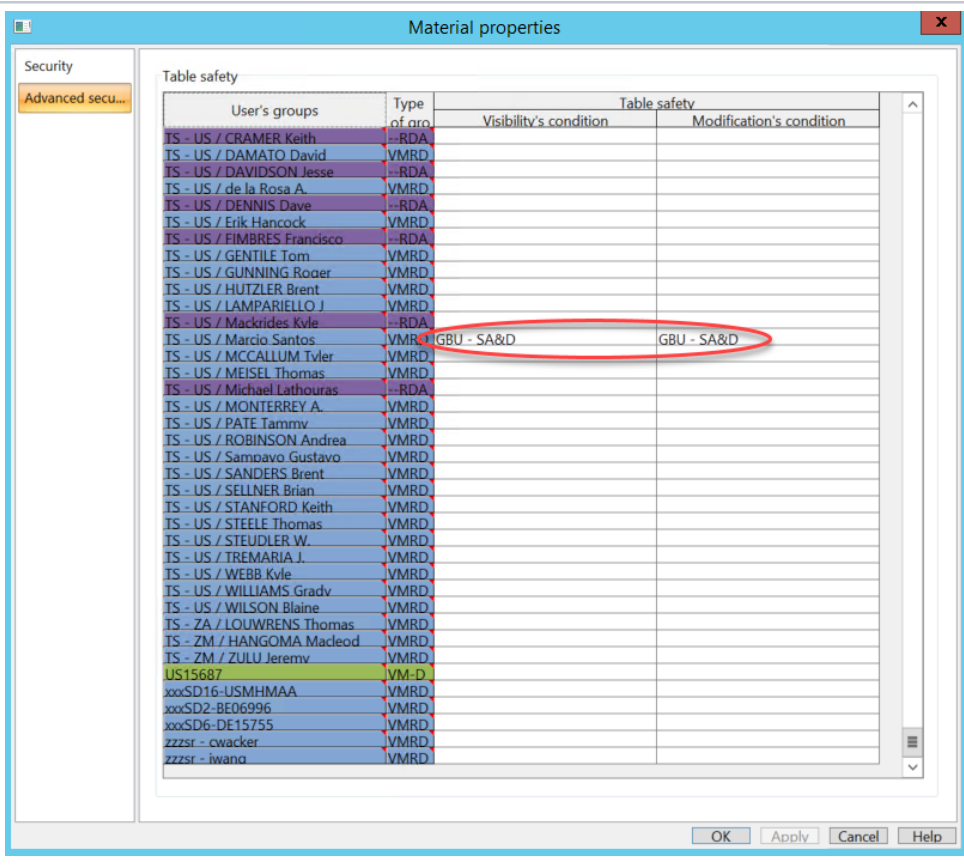 Material properties
x
Security
Advanced secu...
Table safety
User's groups Type of gro Table safety
Visibility's condition Modification's condition
TS - US / CRAMER Keith --RDA
TS - US / DAMATO David VMRD
TS - US / DAVIDSON Jesse --RDA
TS - US / de la Rosa A. VMRD
TS - US / DENNIS Dave --RDA
TS - US / Erik Hancock VMRD
TS - US / FIMBRES Francisco --RDA
TS - US / GENTILE Tom VMRD
TS - US / GUNNING Roger VMRD
TS - US / HUTZLER Brent VMRD
TS - US / LAMPARIELLO J VMRD
TS - US / Mackrides Kyle --RDA
TS - US / Marcio Santos VMRD GBU - SA&D GBU - SA&D
TS - US / MCCALLUM Tyler VMRD
TS - US / MEISEL Thomas VMRD
TS - US / Michael Lathouras --RDA
TS - US / MONTERREY A. VMRD
TS - US / PATE Tammy VMRD
TS - US / ROBINSON Andrea VMRD
TS - US / Sampayo Gustavo VMRD
TS - US / SANDERS Brent VMRD
TS - US / SELLNER Brian VMRD
TS - US / STANFORD Keith VMRD
TS - US / STEELE Thomas VMRD
TS - US / STEUDLER W. VMRD
TS - US / TREMARIA J. VMRD
TS - US / WEBB Kyle VMRD
TS - US / WILLIAMS Grady VMRD
TS - US / WILSON Blaine VMRD
TS - ZA / LOUWRENS Thomas VMRD
TS - ZM / HANGOMA Macleod VMRD
TS - ZM / ZULU Jeremy VMRD
US15687 VM-D
xxxSD16-USMHMAA VMRD
xxxSD2-BE06996 VMRD
xxxSD6-DE15755 VMRD
zzzsr - cwacker VMRD
zzzsr - jwang VMRD
OK Apply Cancel Help